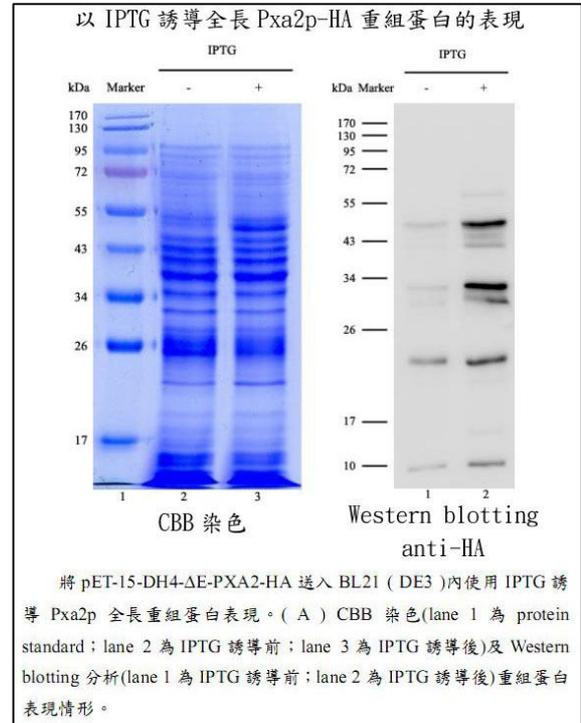 以 IPTG 誘導全長 Pxa2p-HA 重組蛋白的表現
IPTG
kDa Marker - +
170
130
95
72
55
43
34
26
17
1 2 3
CBB 染色
IPTG
kDa Marker - +
170
130
95
72
55
43
34
26
17
10
1 2
Western blotting
anti-HA
將 pET-15-DH4-ΔE-PXA2-HA 送入 BL21 ( DE3 )內使用 IPTG 誘
導 Pxa2p 全長重組蛋白表現。( A ) CBB 染色(lane 1 為 protein
standard；lane 2 為 IPTG 誘導前；lane 3 為 IPTG 誘導後)及 Western
blotting 分析(lane 1 為 IPTG 誘導前；lane 2 為 IPTG 誘導後)重組蛋白
表現情形。